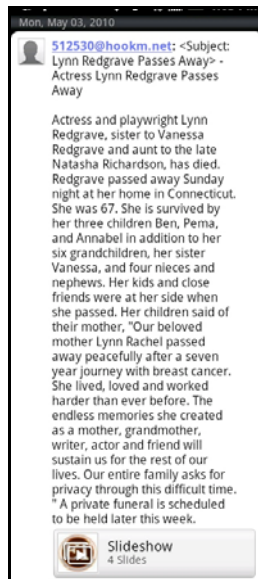 Mon, May 03, 2010
512530@hookm.net: <Subject:
Lynn Redgrave Passes Away> -
Actress Lynn Redgrave Passes
Away
Actress and playwright Lynn
Redgrave, sister to Vanessa
Redgrave and aunt to the late
Natasha Richardson, has died.
Redgrave passed away Sunday
night at her home in Connecticut.
She was 67. She is survived by
her three children Ben, Pema,
and Annabel in addition to her
six grandchildren, her sister
Vanessa, and four nieces and
nephews. Her kids and close
friends were at her side when
she passed. Her children said of
their mother, "Our beloved
mother Lynn Rachel passed
away peacefully after a seven
year journey with breast cancer.
She lived, loved and worked
harder than ever before. The
endless memories she created
as a mother, grandmother,
writer, actor and friend will
sustain us for the rest of our
lives. Our entire family asks for
privacy through this difficult time.
" A private funeral is scheduled
to be held later this week.
Slideshow
4 Slides